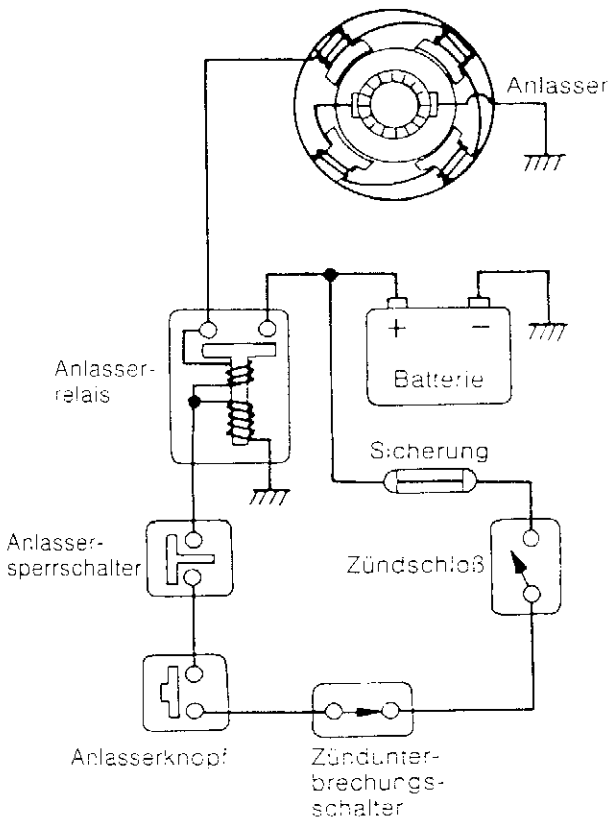 Anlasser
+ −
Batterie
Anlasser-
relais
Sicherung
Anlasser-
sperrschalter
Zündschloß
Anlasserknopf
Zündunter-
brechungs-
schalter